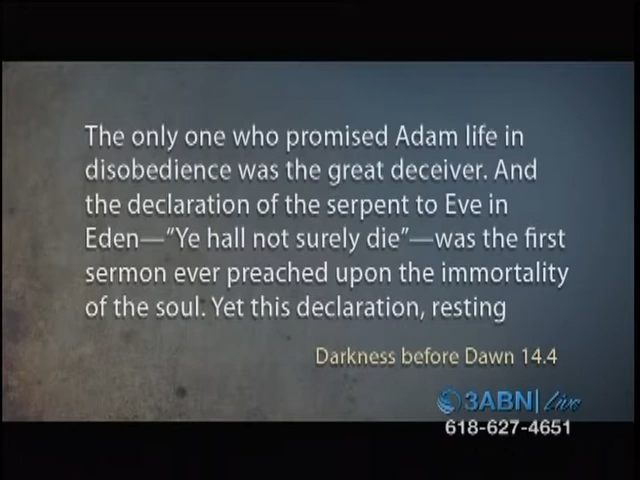 The only one who promised Adam life in
disobedience was the great deceiver. And
the declaration of the serpent to Eve in
Eden—"Ye hall not surely die"—was the first
sermon ever preached upon the immortality
of the soul. Yet this declaration, resting
Darkness before Dawn 14.4
3ABN|Live
618-627-4651